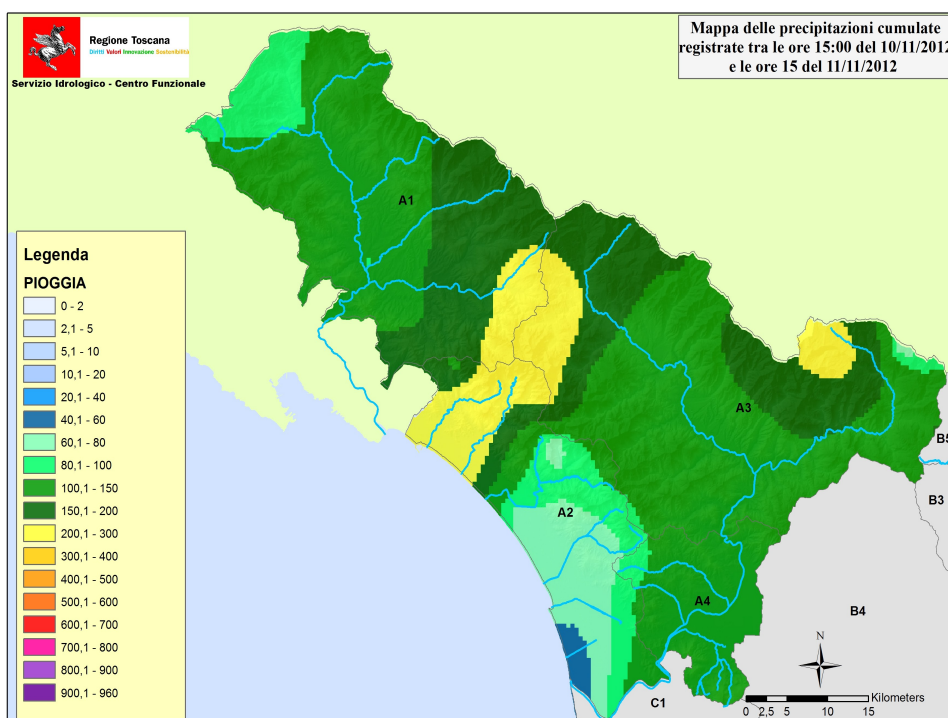 Regione Toscana
Diritti Valori Innovazione Sostenibilità
Servizio Idrologico - Centro Funzionale
Mappa delle precipitazioni cumulate
registrate tra le ore 15:00 del 10/11/2012
e le ore 15 del 11/11/2012
Legenda
PIOGGIA
0 - 2
2,1 - 5
5,1 - 10
10,1 - 20
20,1 - 40
40,1 - 60
60,1 - 80
80,1 - 100
100,1 - 150
150,1 - 200
200,1 - 300
300,1 - 400
400,1 - 500
500,1 - 600
600,1 - 700
700,1 - 800
800,1 - 900
900,1 - 960
A1
A3
B5
B3
A2
A4
B4
C1
N
Kilometers
0 2,5 5 10 15